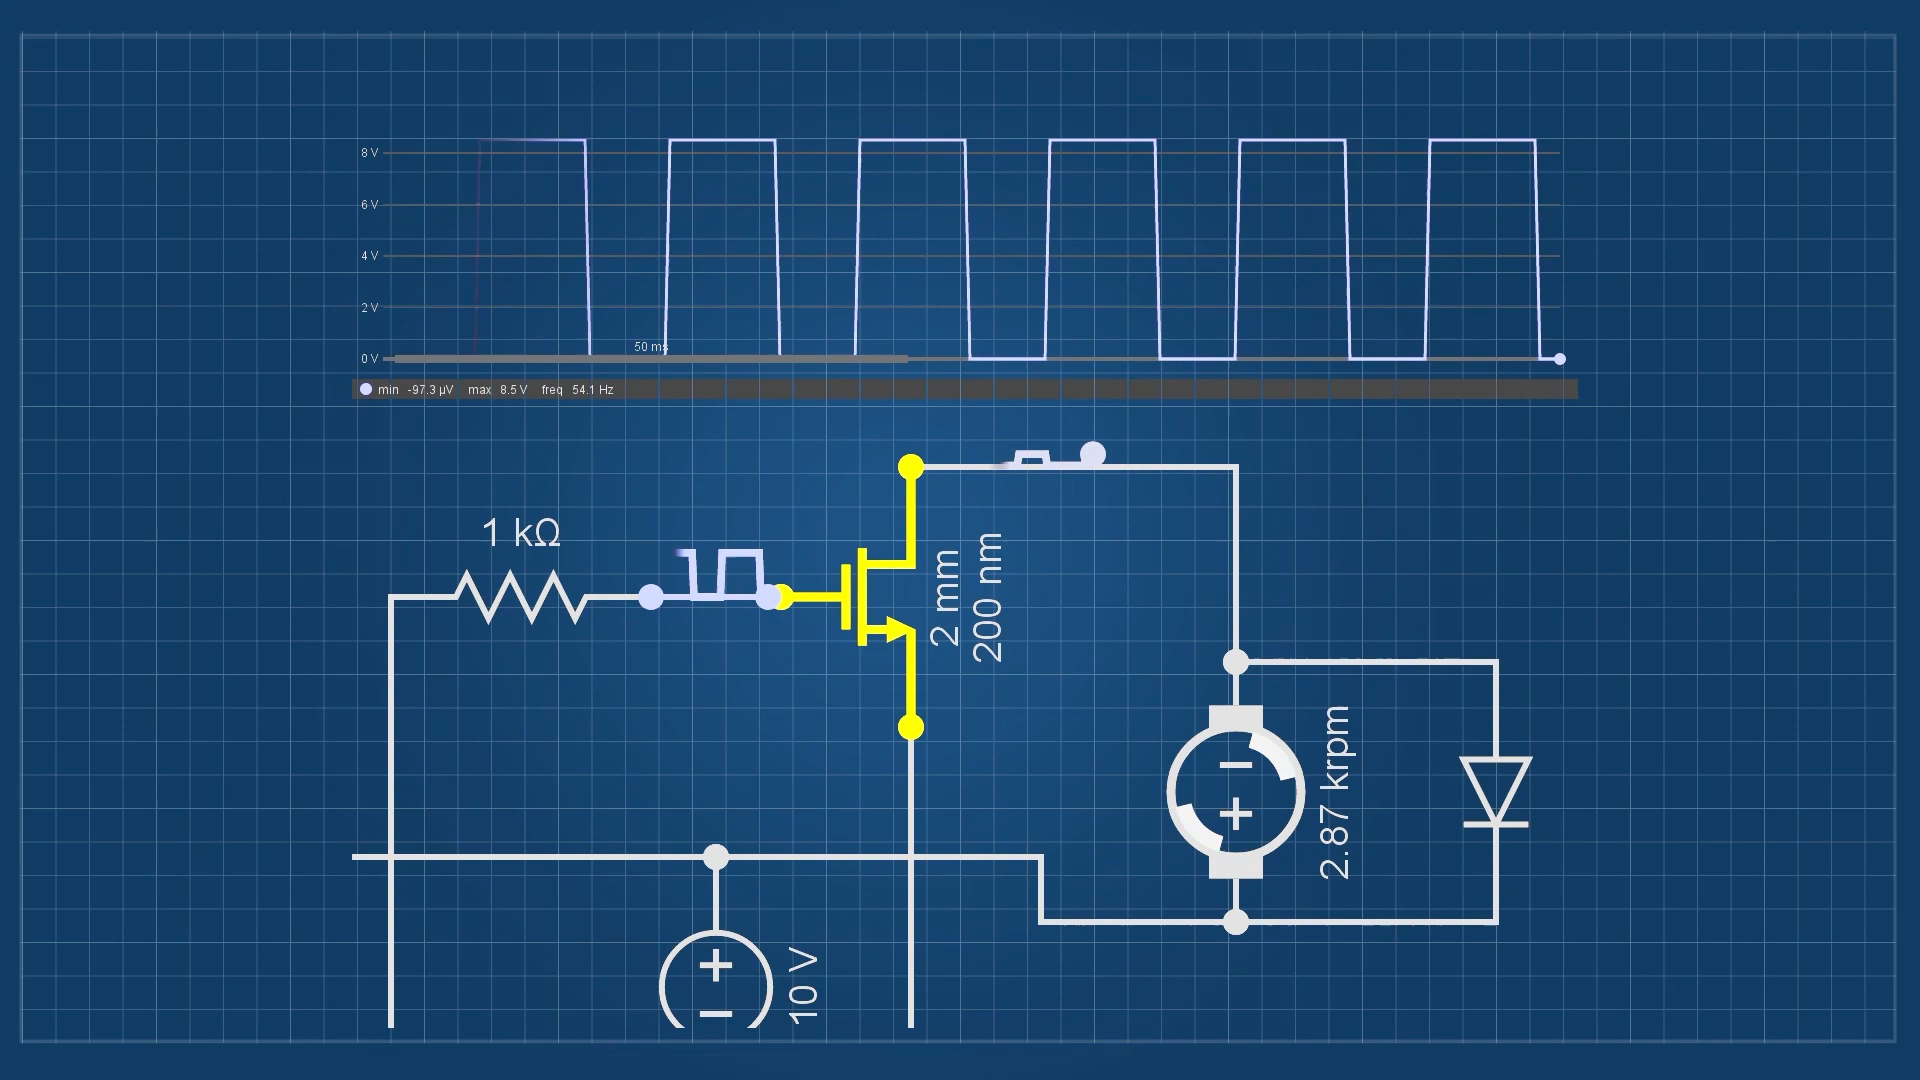 8 V
6 V
4 V
2 V
50 ms
0 V
min -97.3 µV max 8.5 V freq 54.1 Hz
1 kΩ
2 mm
200 nm
2.87 krpm
10 V